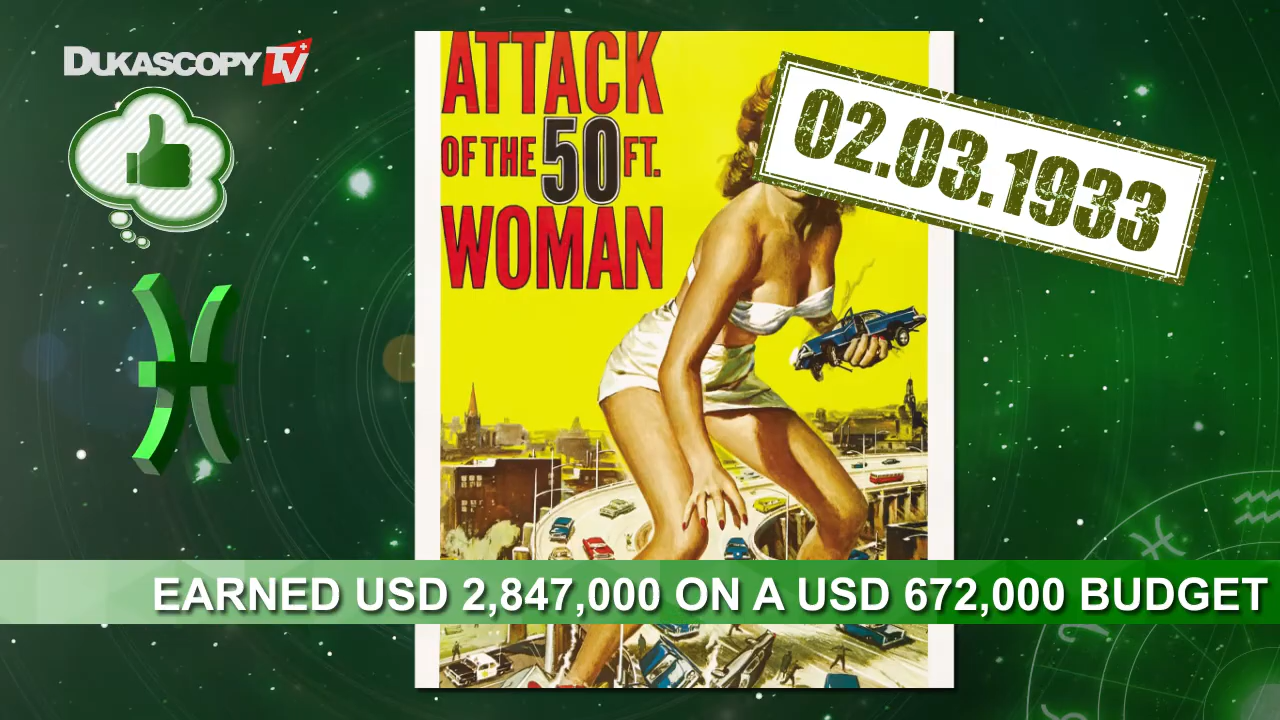 DUKASCOPY TV
ATTACK
OF THE 50 FT.
WOMAN
02.03.1933
EARNED USD 2,847,000 ON A USD 672,000 BUDGET